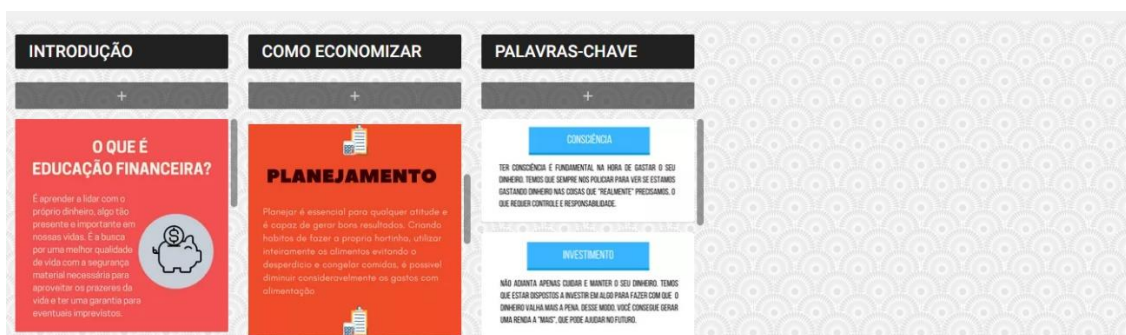 INTRODUÇÃO
+
O QUE É
EDUCAÇÃO FINANCEIRA?
É aprender a lidar com o
próprio dinheiro, algo tão
presente e importante em
nossas vidas. É a busca
por uma melhor qualidade
de vida com a segurança
material necessária para
aproveitar os prazeres da
vida e ter uma garantia para
eventuais imprevistos.
COMO ECONOMIZAR
+
PLANEJAMENTO
Planejar é essencial para qualquer atitude e
é capaz de gerar bons resultados. Criando
habitos de fazer a propria hortinha, utilizar
inteiramente os alimentos evitando o
desperdício e congelar comidas, é possivel
diminuir consideravelmente os gastos com
alimentação
PALAVRAS-CHAVE
+
CONSCIÊNCIA
TER CONSCIÊNCIA É FUNDAMENTAL NA HORA DE GASTAR O SEU
DINHEIRO. TEMOS QUE SEMPRE NOS POLICIAR PARA VER SE ESTAMOS
GASTANDO DINHEIRO NAS COISAS QUE "REALMENTE" PRECISAMOS, O
QUE REQUER CONTROLE E RESPONSABILIDADE.
INVESTIMENTO
NÃO ADIANTA APENAS CUIDAR E MANTER O SEU DINHEIRO. TEMOS
QUE ESTAR DISPOSTOS A INVESTIR EM ALGO PARA FAZER COM QUE O
DINHEIRO VALHA MAIS A PENA. DESSE MODO, VOCÊ CONSEGUE GERAR
UMA RENDA A "MAIS", QUE PODE AJUDAR NO FUTURO.